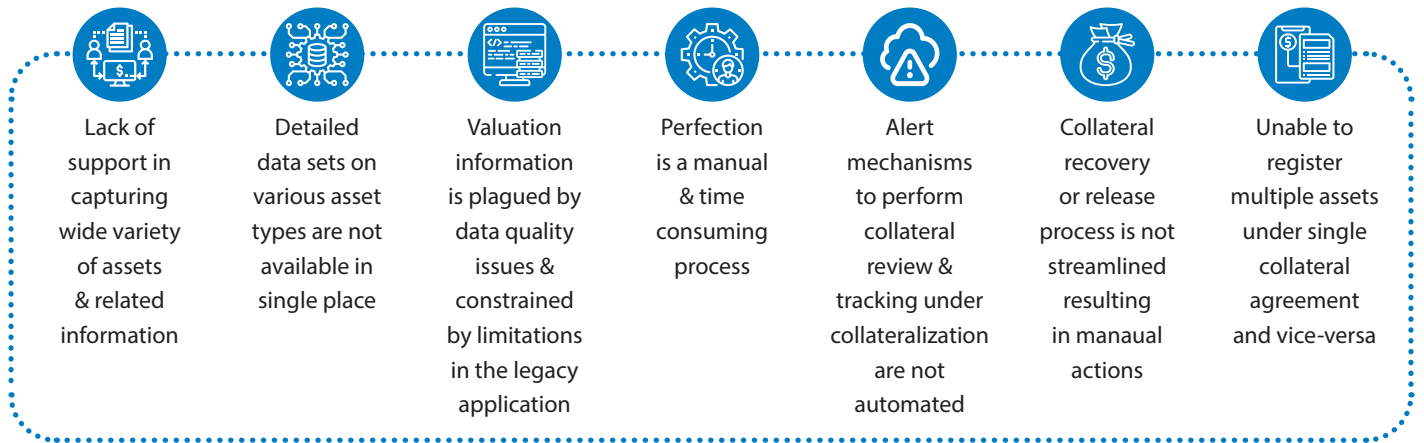 Lack of
support in
capturing
wide variety
of assets
& related
information
Detailed
data sets on
various asset
types are not
available in
single place
Valuation
information
is plagued by
data quality
issues &
constrained
by limitations
in the legacy
application
Perfection
is a manual
& time
consuming
process
Alert
mechanisms
to perform
collateral
review &
tracking under
collateralization
are not
automated
Collateral
recovery
or release
process is not
streamlined
resulting
in manaual
actions
Unable to
register
multiple assets
under single
collateral
agreement
and vice-versa